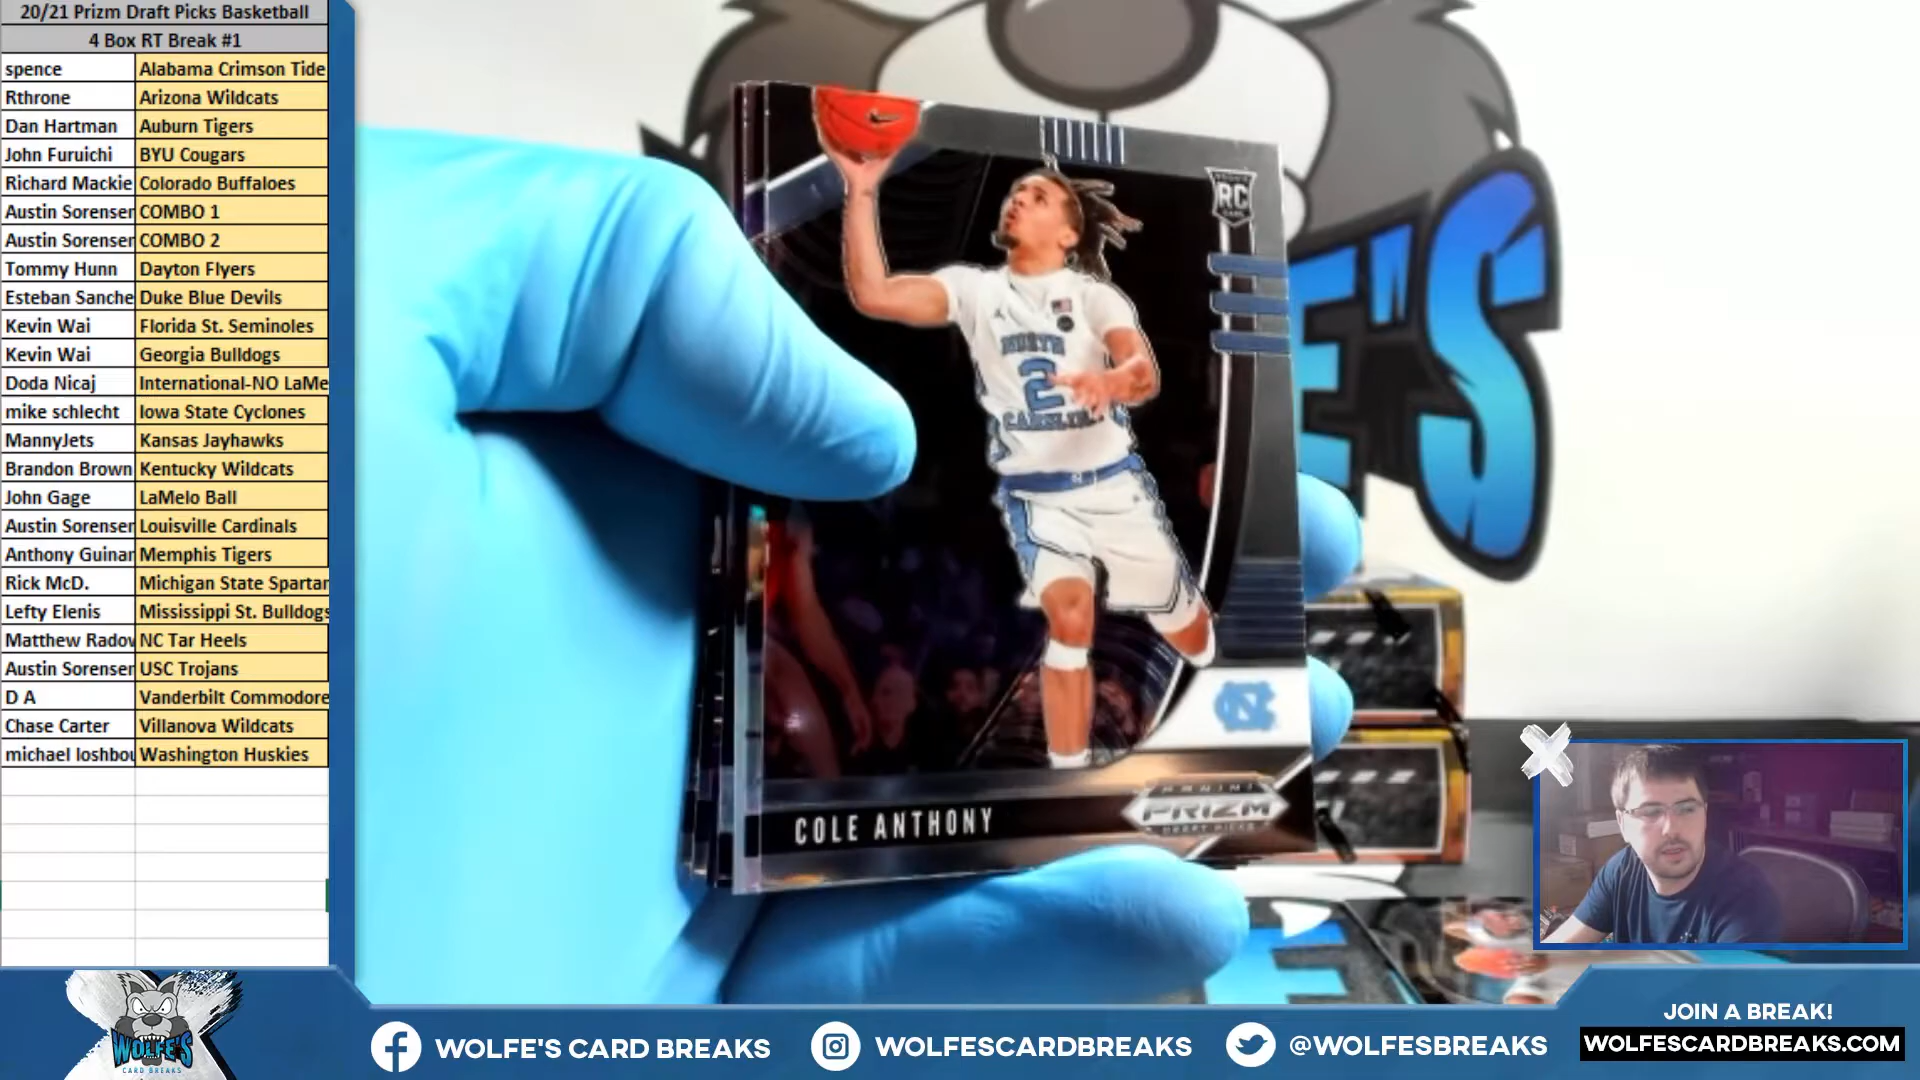 20/21 Prizm Draft Picks Basketball
4 Box RT Break #1
spence Alabama Crimson Tide
Rthrone Arizona Wildcats
Dan Hartman Auburn Tigers
John Furuichi BYU Cougars
Richard Mackie Colorado Buffaloes
Austin Sorenser COMBO 1
Austin Sorenser COMBO 2
Tommy Hunn Dayton Flyers
Esteban Sanche Duke Blue Devils
Kevin Wai Florida St. Seminoles
Kevin Wai Georgia Bulldogs
Doda Nicaj International-NO LaMe
mike schlecht Iowa State Cyclones
MannyJets Kansas Jayhawks
Brandon Brown Kentucky Wildcats
John Gage LaMelo Ball
Austin Sorenser Louisville Cardinals
Anthony Guinar Memphis Tigers
Rick McD. Michigan State Spartar
Lefty Elenis Mississippi St. Bulldogs
Matthew Radov NC Tar Heels
Austin Sorenser USC Trojans
D A Vanderbilt Commodore
Chase Carter Villanova Wildcats
michael loshbou Washington Huskies
RC
NORTH
2
CAROLINA
NC
COLE ANTHONY
PANINI
PRIZM
DRAFT PICKS
E'S
WOLFE'S
CARD BREAKS
WOLFE'S CARD BREAKS
WOLFESCARDBREAKS
@WOLFESBREAKS
JOIN A BREAK!
WOLFESCARDBREAKS.COM